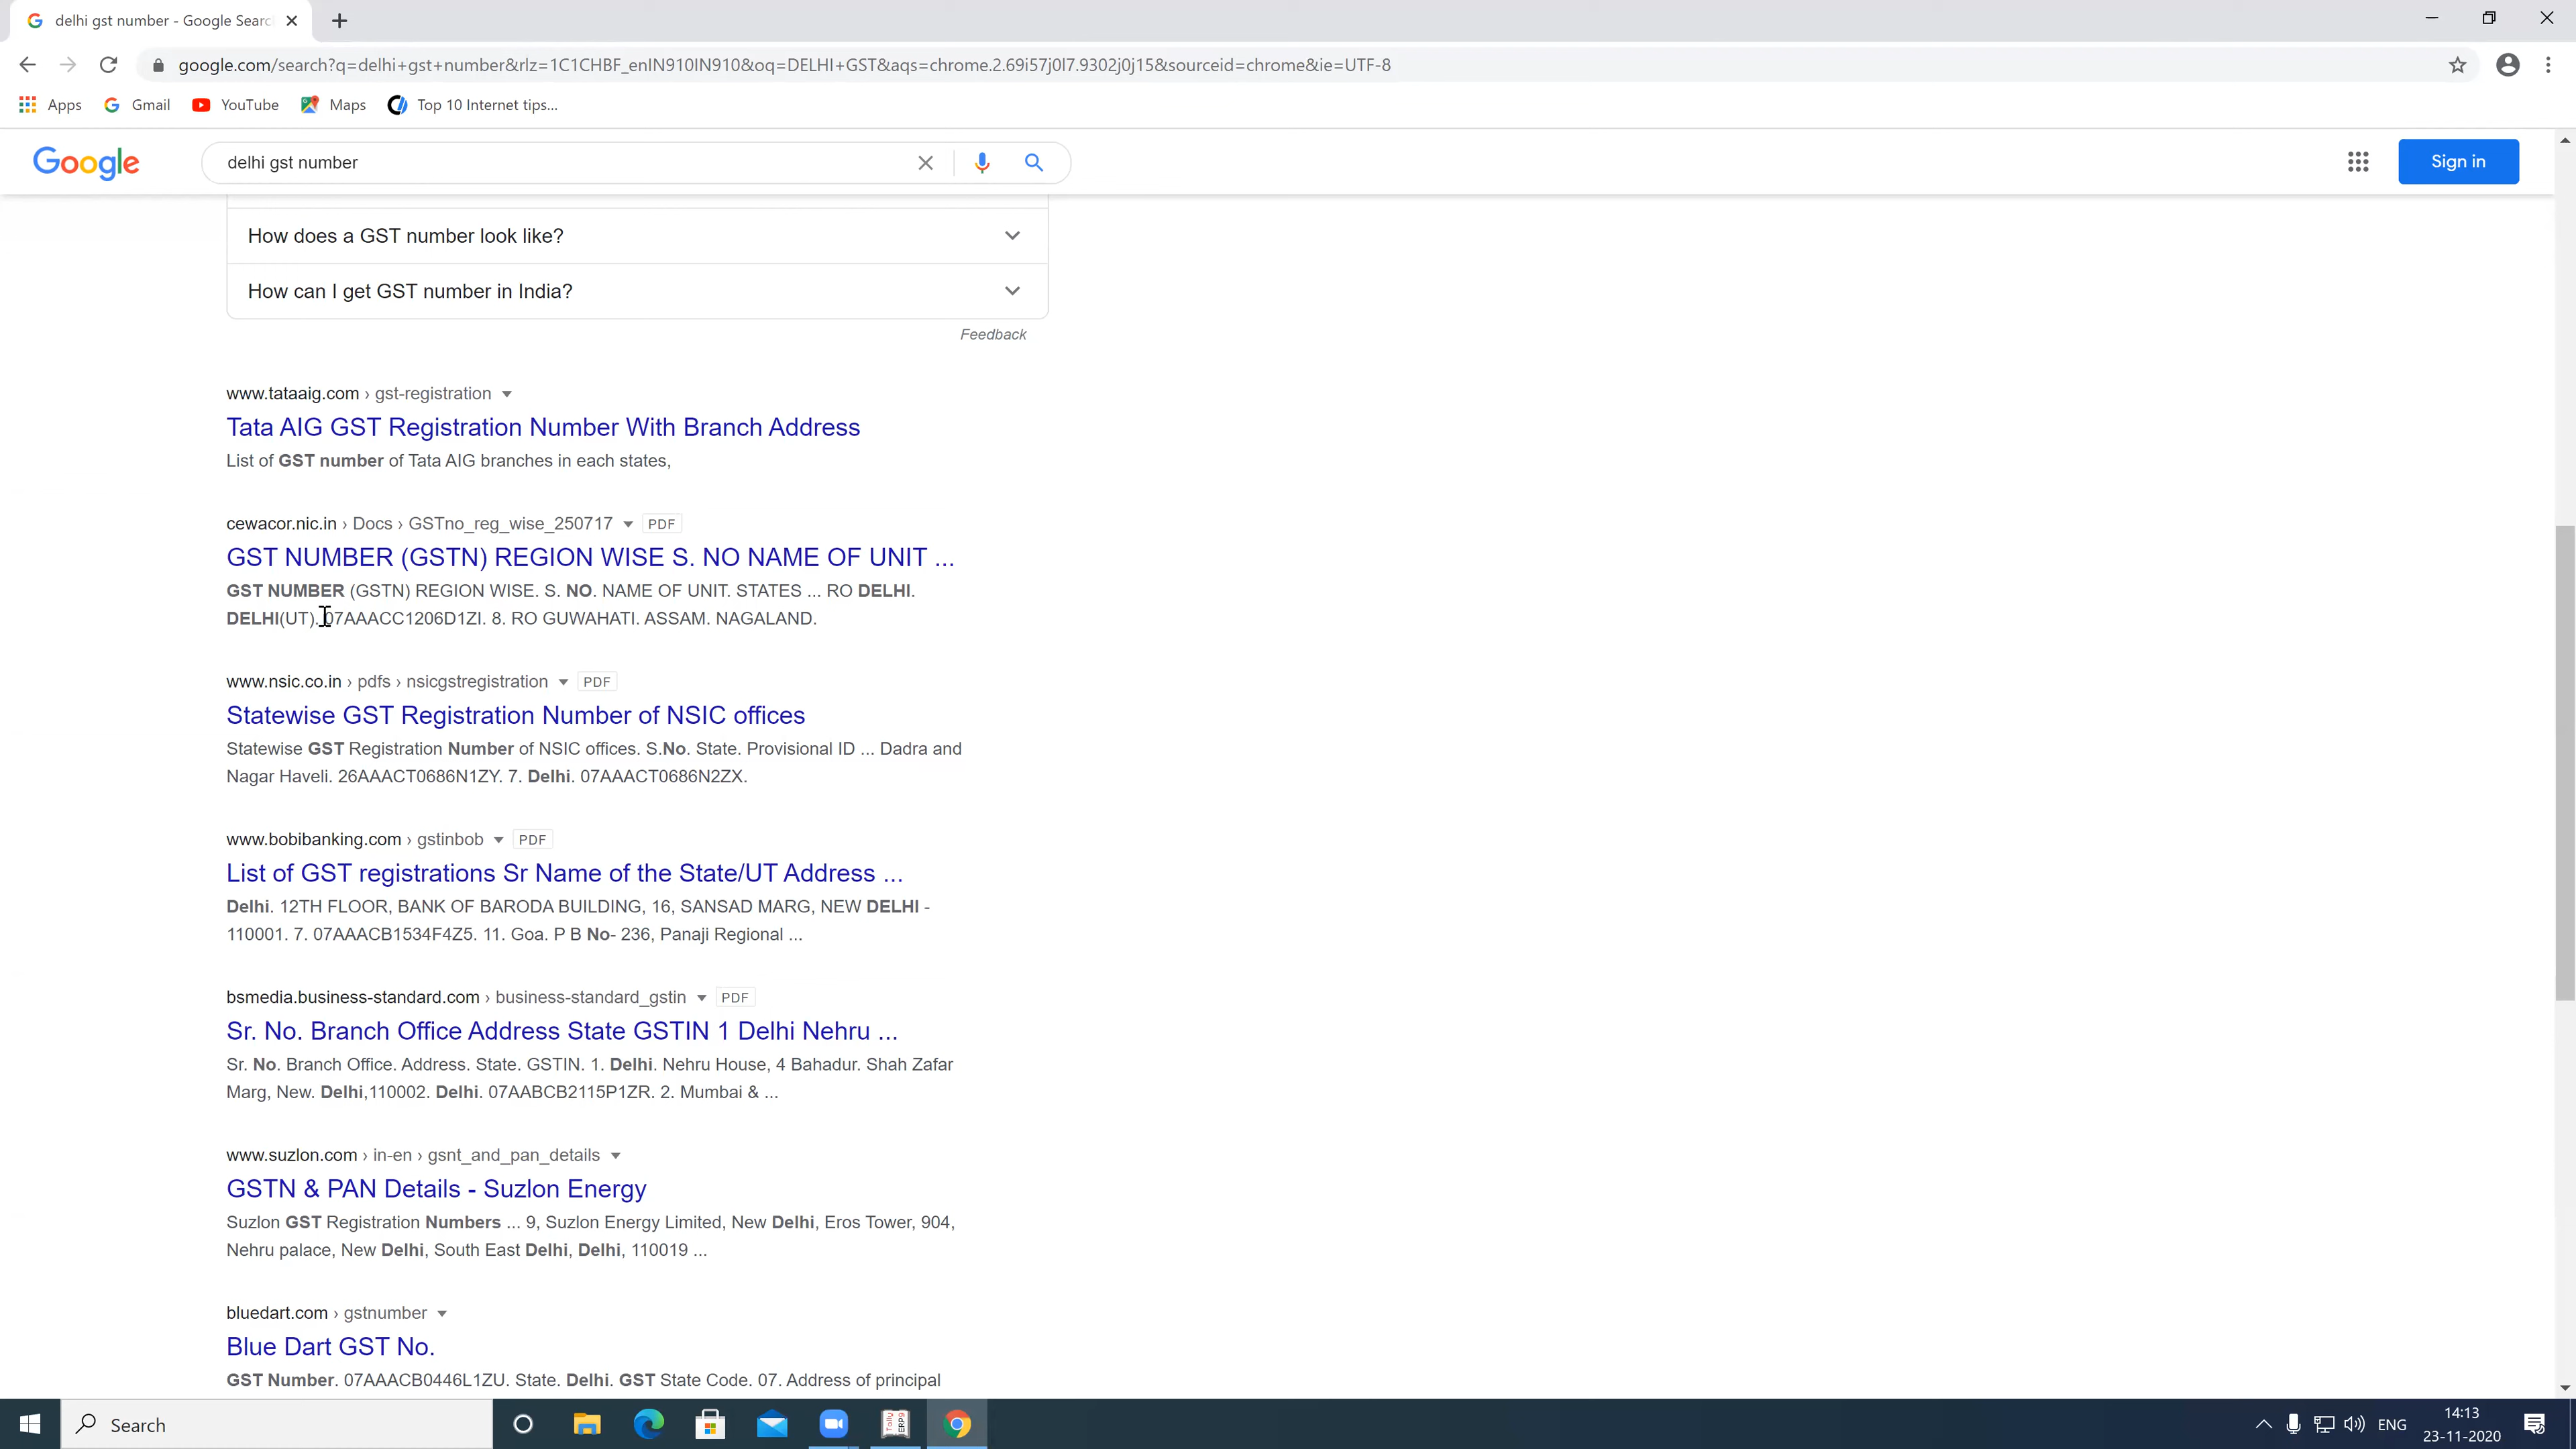 delhi gst number - Google Searc
google.com/search?q=delhi+gst+number&rlz=1C1CHBF_enIN910IN910&oq=DELHI+GST&aqs=chrome.2.69i57j0l7.9302j0j15&sourceid=chrome&ie=UTF-8
Apps Gmail YouTube Maps Top 10 Internet tips...
Google delhi gst number Sign in
How does a GST number look like?
How can I get GST number in India?
Feedback
www.tataaig.com › gst-registration
Tata AIG GST Registration Number With Branch Address
List of GST number of Tata AIG branches in each states,
cewacor.nic.in › Docs › GSTno_reg_wise_250717 PDF
GST NUMBER (GSTN) REGION WISE S. NO NAME OF UNIT ...
GST NUMBER (GSTN) REGION WISE. S. NO. NAME OF UNIT. STATES ... RO DELHI.
DELHI(UT). 07AAACC1206D1ZI. 8. RO GUWAHATI. ASSAM. NAGALAND.
www.nsic.co.in › pdfs › nsicgstregistration PDF
Statewise GST Registration Number of NSIC offices
Statewise GST Registration Number of NSIC offices. S.No. State. Provisional ID ... Dadra and
Nagar Haveli. 26AAACT0686N1ZY. 7. Delhi. 07AAACT0686N2ZX.
www.bobibanking.com › gstinbob PDF
List of GST registrations Sr Name of the State/UT Address ...
Delhi. 12TH FLOOR, BANK OF BARODA BUILDING, 16, SANSAD MARG, NEW DELHI -
110001. 7. 07AAACB1534F4Z5. 11. Goa. P B No- 236, Panaji Regional ...
bsmedia.business-standard.com › business-standard_gstin PDF
Sr. No. Branch Office Address State GSTIN 1 Delhi Nehru ...
Sr. No. Branch Office. Address. State. GSTIN. 1. Delhi. Nehru House, 4 Bahadur. Shah Zafar
Marg, New. Delhi,110002. Delhi. 07AABCB2115P1ZR. 2. Mumbai & ...
www.suzlon.com › in-en › gsnt_and_pan_details
GSTN & PAN Details - Suzlon Energy
Suzlon GST Registration Numbers ... 9, Suzlon Energy Limited, New Delhi, Eros Tower, 904,
Nehru palace, New Delhi, South East Delhi, Delhi, 110019 ...
bluedart.com › gstnumber
Blue Dart GST No.
GST Number. 07AAACB0446L1ZU. State. Delhi. GST State Code. 07. Address of principal
Search Tally ERP9 ENG 14:13
23-11-2020